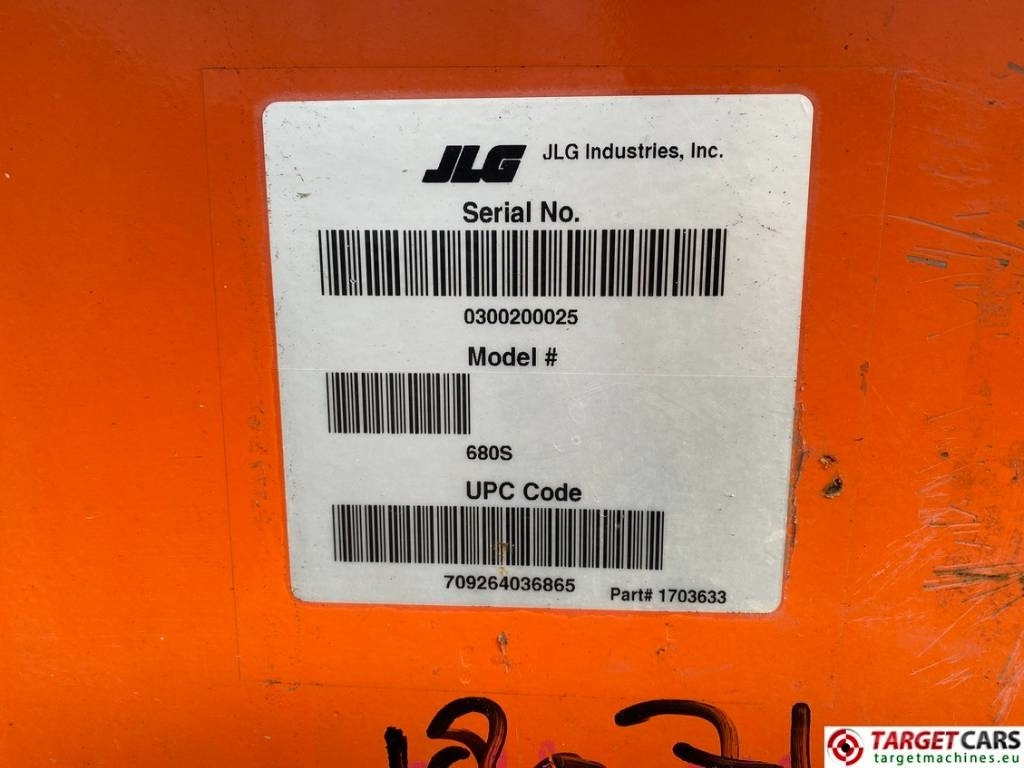 JLG JLG Industries, Inc.
Serial No.
0300200025
Model #
680S
UPC Code
709264036865
Part# 1703633
TARGETCARS
targetmachines.eu